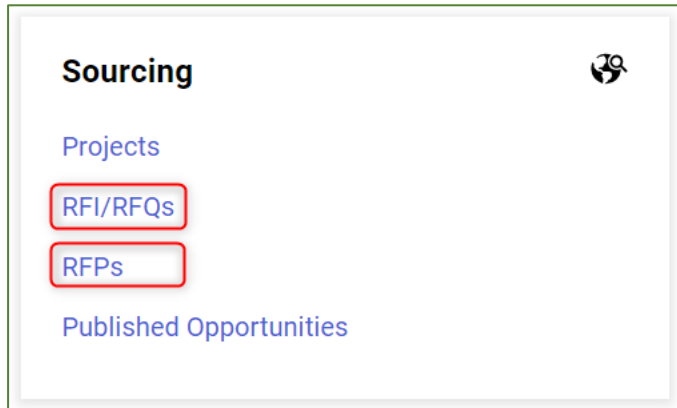 Sourcing
Projects
RFI/RFQs
RFPs
Published Opportunities